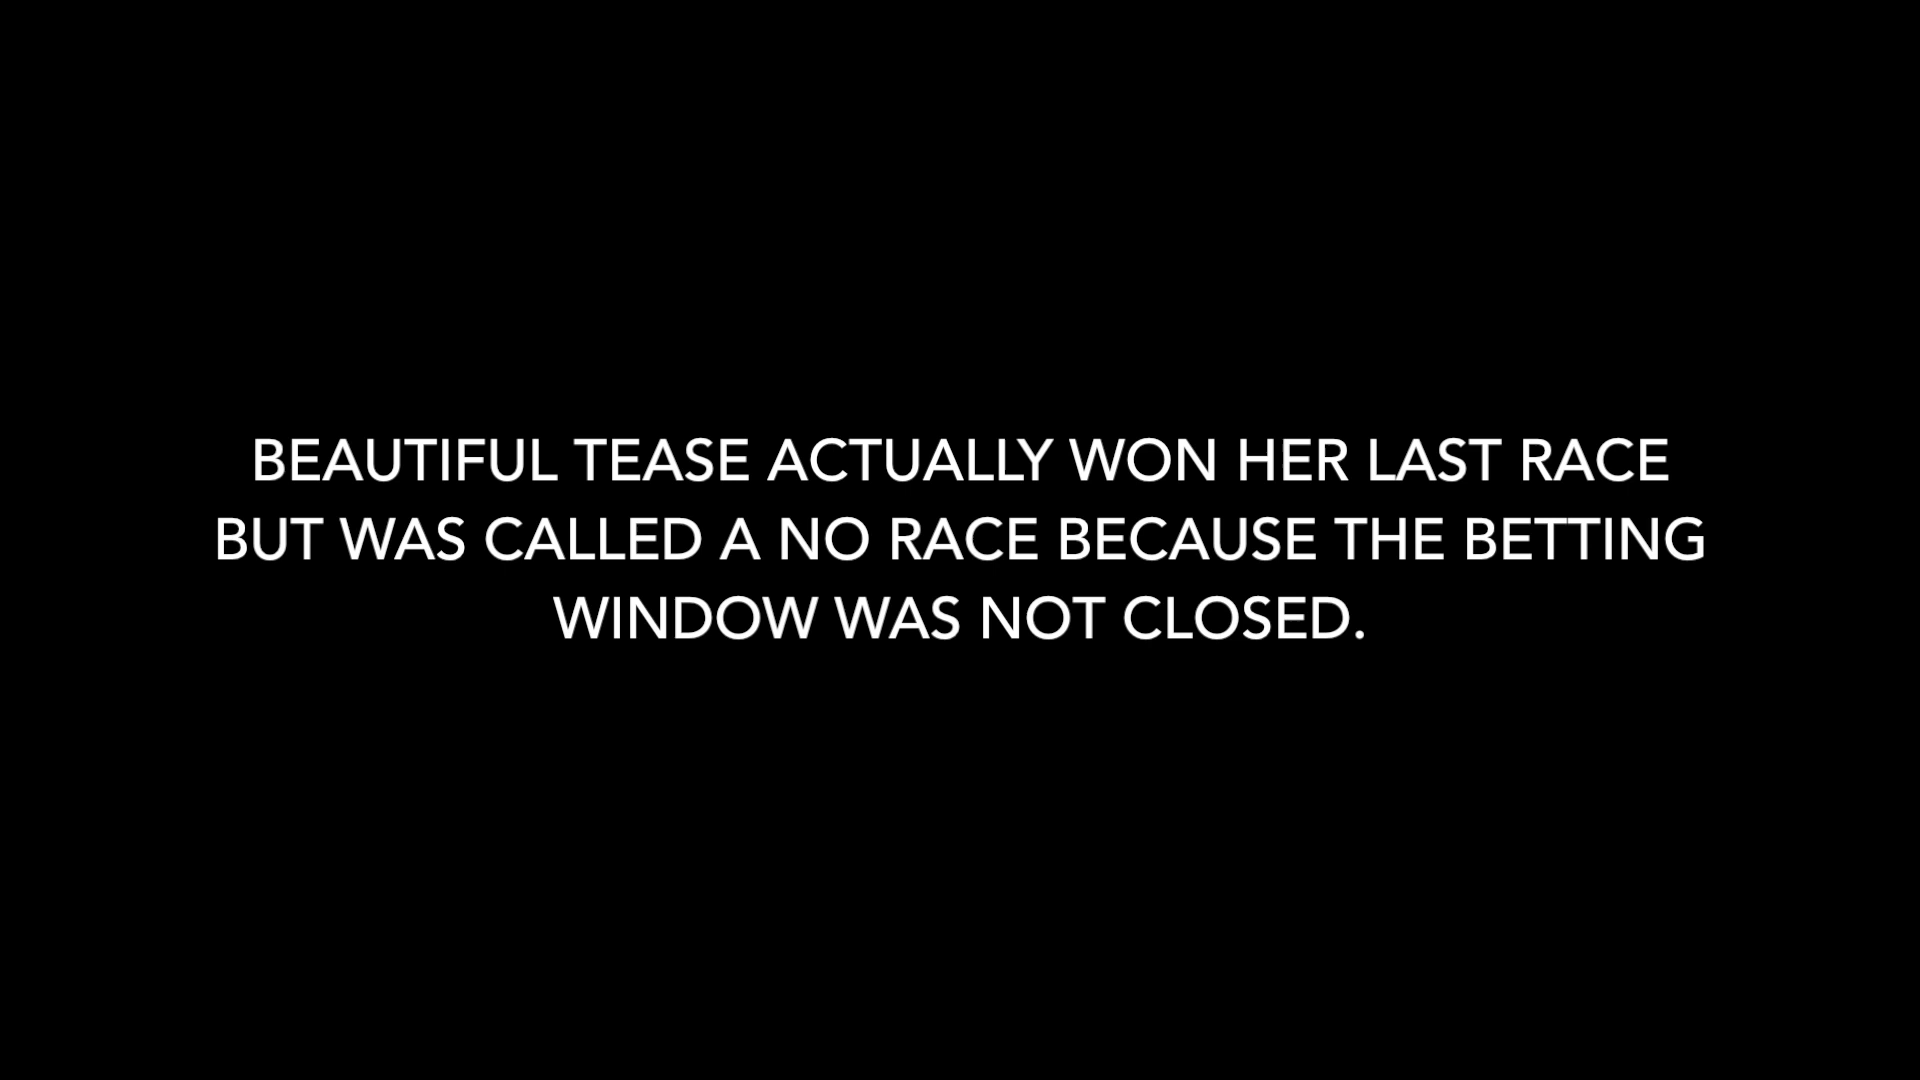 BEAUTIFUL TEASE ACTUALLY WON HER LAST RACE
BUT WAS CALLED A NO RACE BECAUSE THE BETTING
WINDOW WAS NOT CLOSED.